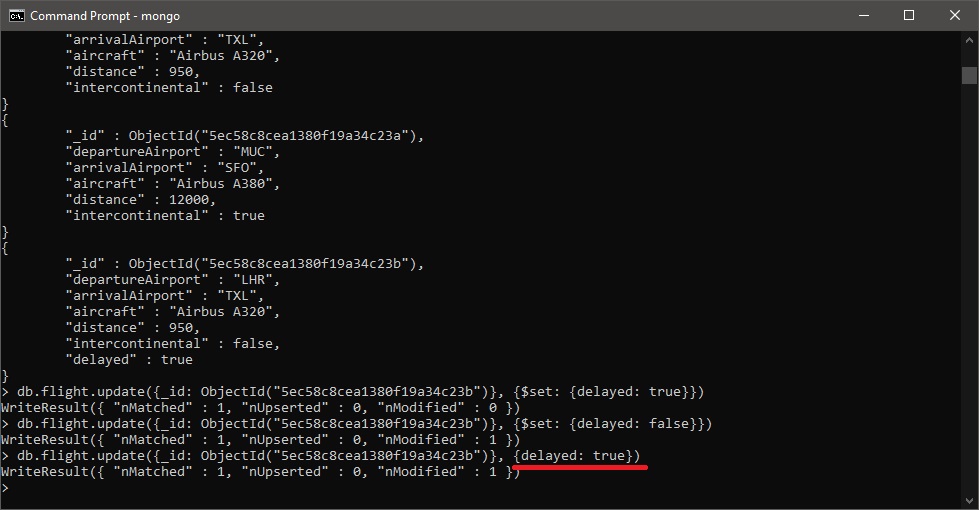 Command Prompt - mongo
"arrivalAirport" : "TXL",
"aircraft" : "Airbus A320",
"distance" : 950,
"intercontinental" : false
}
{
"_id" : ObjectId("5ec58c8cea1380f19a34c23a"),
"departureAirport" : "MUC",
"arrivalAirport" : "SFO",
"aircraft" : "Airbus A380",
"distance" : 12000,
"intercontinental" : true
}
{
"_id" : ObjectId("5ec58c8cea1380f19a34c23b"),
"departureAirport" : "LHR",
"arrivalAirport" : "TXL",
"aircraft" : "Airbus A320",
"distance" : 950,
"intercontinental" : false,
"delayed" : true
}
> db.flight.update({_id: ObjectId("5ec58c8cea1380f19a34c23b")}, {$set: {delayed: true}})
WriteResult({ "nMatched" : 1, "nUpserted" : 0, "nModified" : 0 })
> db.flight.update({_id: ObjectId("5ec58c8cea1380f19a34c23b")}, {$set: {delayed: false}})
WriteResult({ "nMatched" : 1, "nUpserted" : 0, "nModified" : 1 })
> db.flight.update({_id: ObjectId("5ec58c8cea1380f19a34c23b")}, {delayed: true})
WriteResult({ "nMatched" : 1, "nUpserted" : 0, "nModified" : 1 })
>